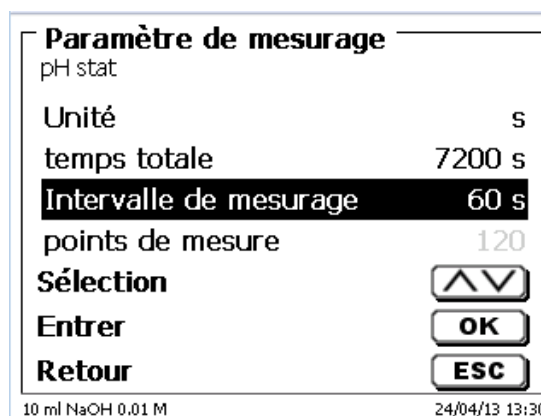 Paramètre de mesurage
pH stat
Unité s
temps totale 7200 s
Intervalle de mesurage 60 s
points de mesure 120
Sélection
Entrer OK
Retour ESC
10 ml NaOH 0.01 M 24/04/13 13:30